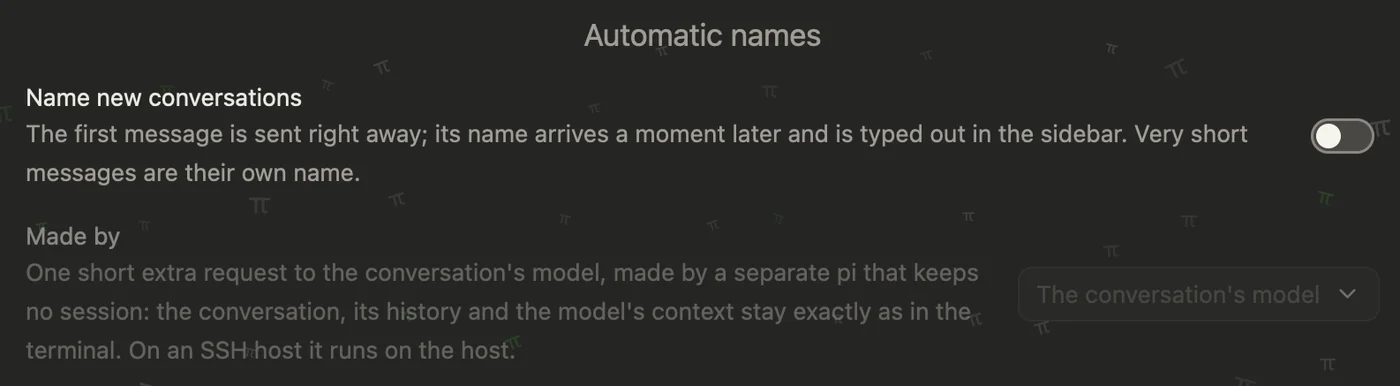 Automatic names
Name new conversations
The first message is sent right away; its name arrives a moment later and is typed out in the sidebar. Very short
messages are their own name.
Made by
One short extra request to the conversation's model, made by a separate pi that keeps
no session: the conversation, its history and the model's context stay exactly as in the
terminal. On an SSH host it runs on the host.
The conversation's model